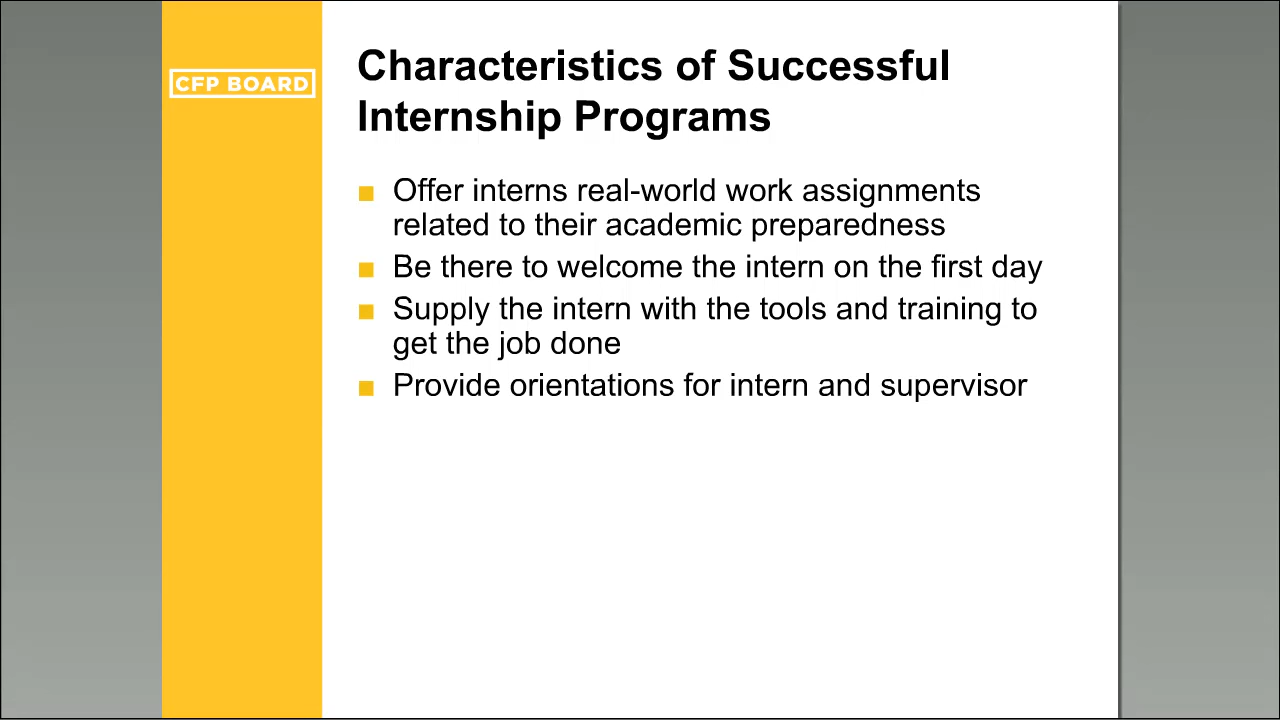 CFP BOARD
Characteristics of Successful
Internship Programs
Offer interns real-world work assignments
related to their academic preparedness
Be there to welcome the intern on the first day
Supply the intern with the tools and training to
get the job done
Provide orientations for intern and supervisor